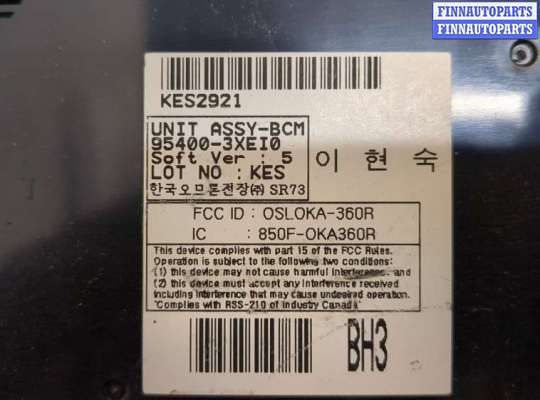 FINNAUTOPARTS
FINNAUTOPARTS
KES2921
UNIT ASSY-BCM
95400-3XEI0
Soft Ver : 5
LOT NO : KES
한국오므론전장㈜ SR73
이 현 숙
FCC ID : OSLOKA-360R
IC : 850F-OKA360R
This device complies with part 15 of the FCC Rules.
Operation is subject to the following two conditions:
(1) this device may not cause harmful interference, and
(2) this device must accept any interference received
including interference that may cause undesired operation.
"Complies with RSS-210 of Industry Canada"
BH3